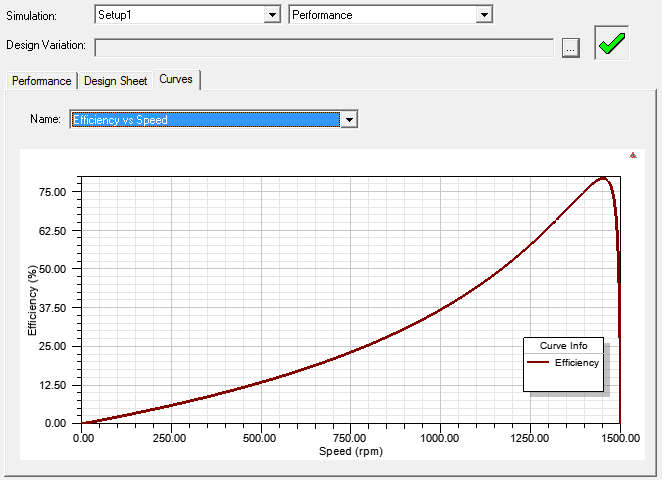 Simulation: Setup1 Performance
Design Variation: ...
Performance Design Sheet Curves
Name: Efficiency vs Speed
75.00
62.50
50.00
37.50
25.00
12.50
0.00
Efficiency (%)
Curve Info
Efficiency
0.00 250.00 500.00 750.00 1000.00 1250.00 1500.00
Speed (rpm)